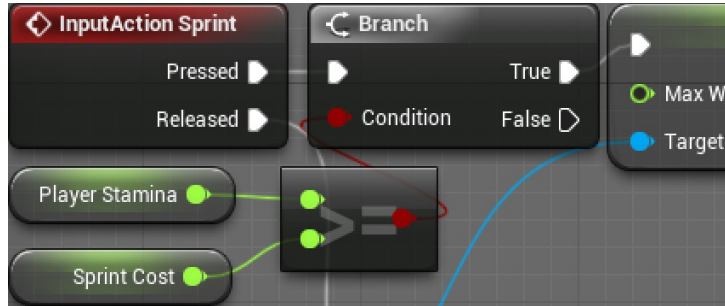 InputAction Sprint
Branch
Pressed
True
Max W
Released
Condition
False
Target
Player Stamina
>=
Sprint Cost